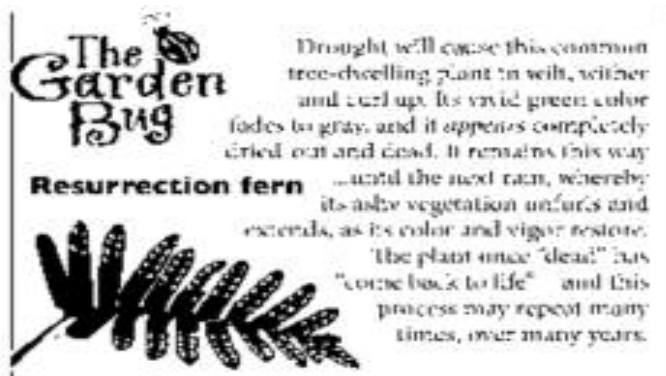 The
Garden
Bug
Resurrection fern
Drought will cause this common
tree-dwelling plant to wilt, wither
and curl up. Its vivid green color
fades to gray, and it appears completely
dried-out and dead. It remains this way
...until the next rain, whereby
its ashy vegetation unfurls and
extends, as its color and vigor restore.
The plant once "dead" has
"come back to life" and this
process may repeat many
times, over many years.